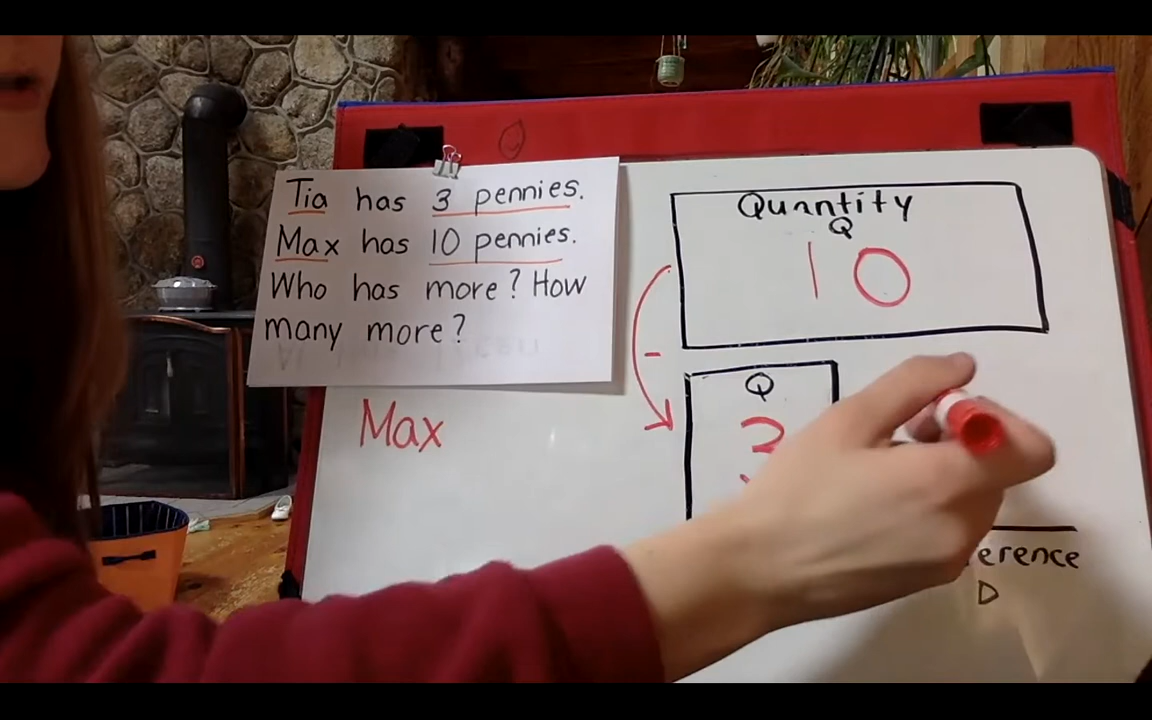 Tia has 3 pennies.
Max has 10 pennies.
Who has more? How
many more?
Max
Quantity
Q
10
-
Q
3
erence
D